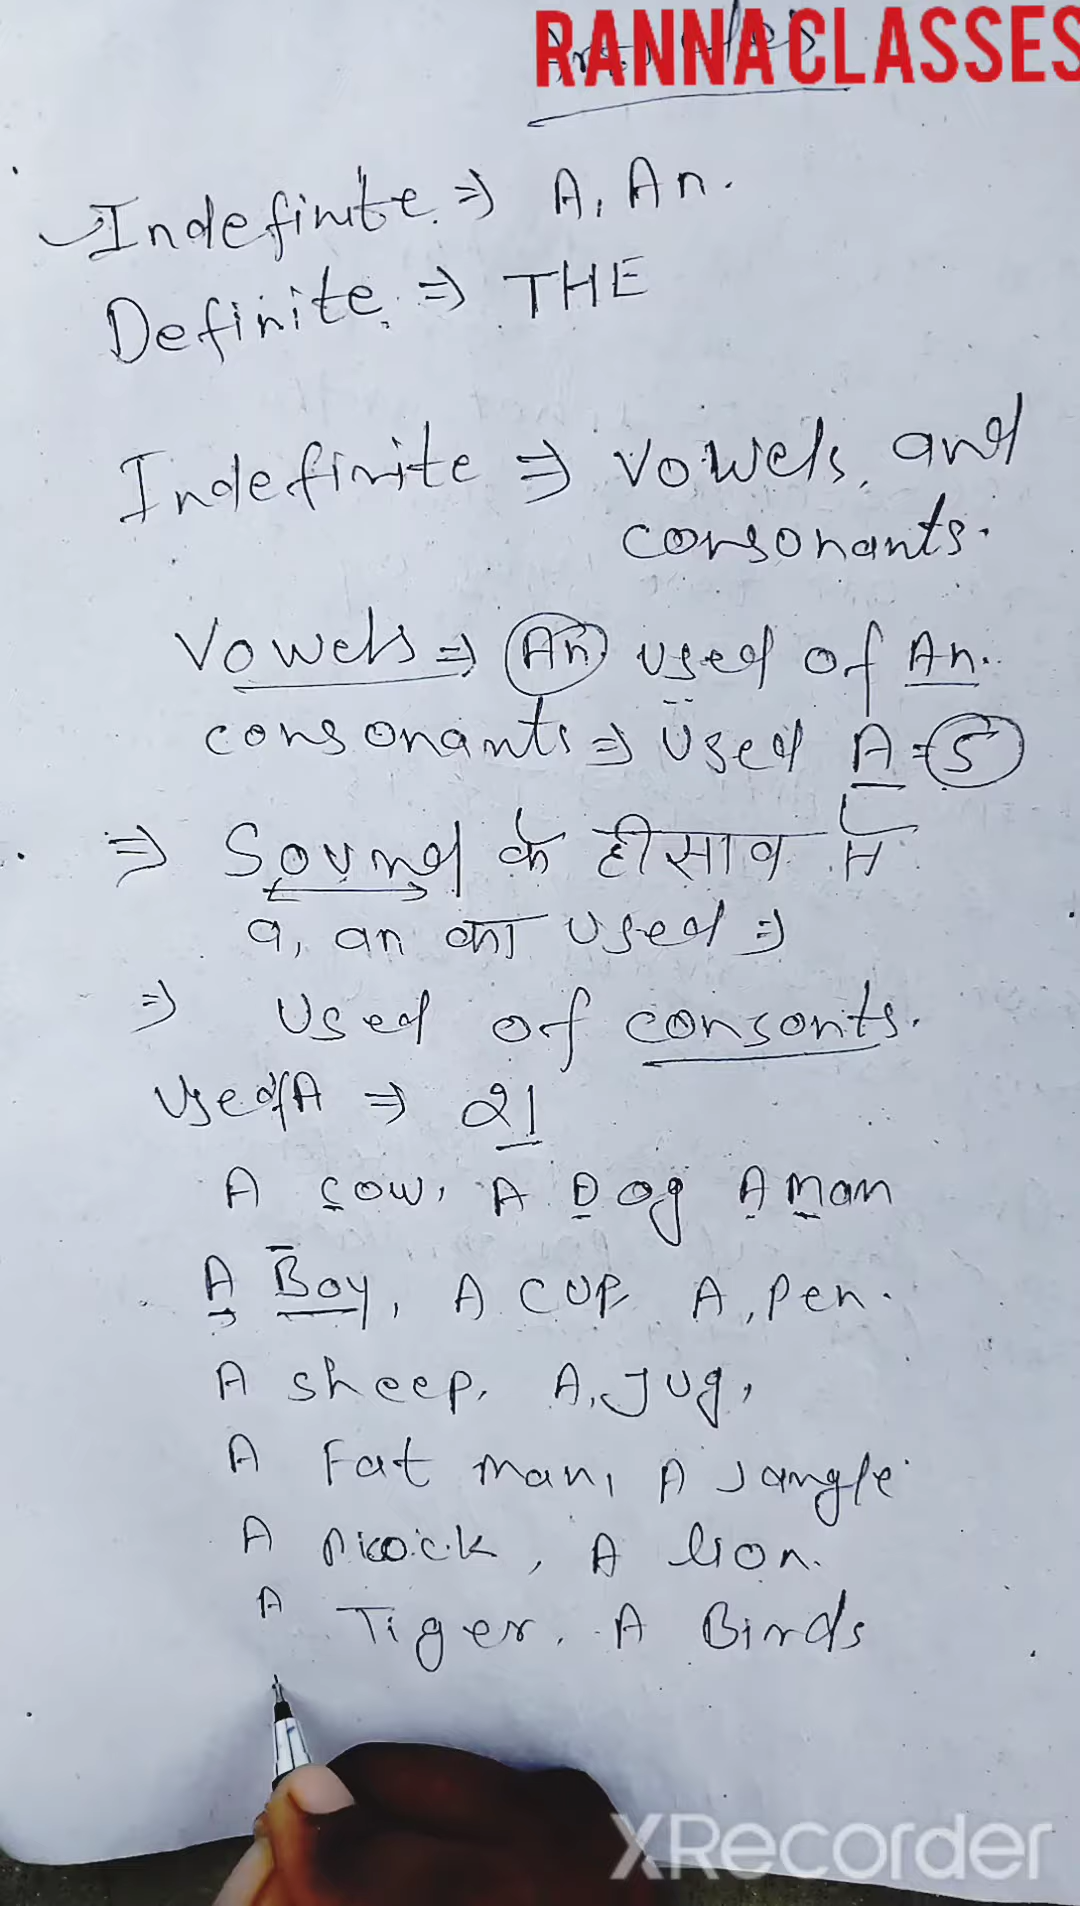 RANNA CLASSES
Indefinite. ⇒ A, An.
Definite. ⇒ THE
Indefinite ⇒ Vowels, and
consonants.
Vowels ⇒ An used of An.
consonants ⇒ used A = 5
⇒ Sound के हीसाव से
a, an का used ⇒
⇒ Used of consonts.
Used A ⇒ 21
A cow, A Dog A man
A Boy, A cup, A, Pen.
A sheep, A, Jug,
A Fat man, A Jangle
A picock, A lion.
A Tiger. A Birds
XRecorder